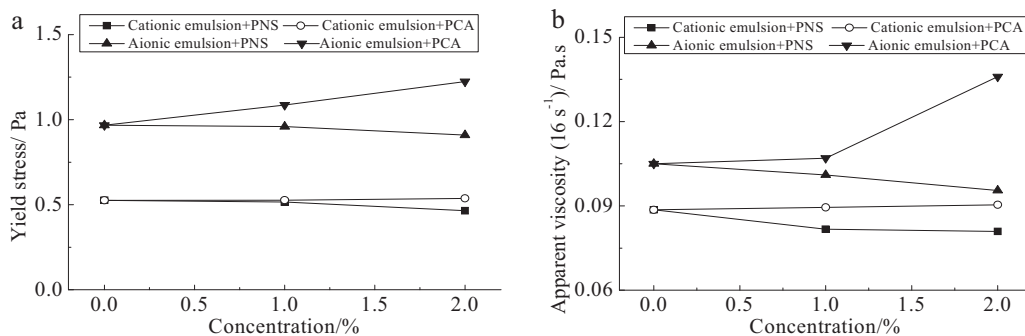 a
Cationic emulsion+PNS
Cationic emulsion+PCA
Aionic emulsion+PNS
Aionic emulsion+PCA
1.5
1.0
0.5
0.0
Yield stress/ Pa
0.0 0.5 1.0 1.5 2.0
Concentration/%
b
Cationic emulsion+PNS
Cationic emulsion+PCA
Aionic emulsion+PNS
Aionic emulsion+PCA
0.15
0.12
0.09
0.06
Apparent viscosity (16 s⁻¹)/ Pa.s
0.0 0.5 1.0 1.5 2.0
Concentration/%